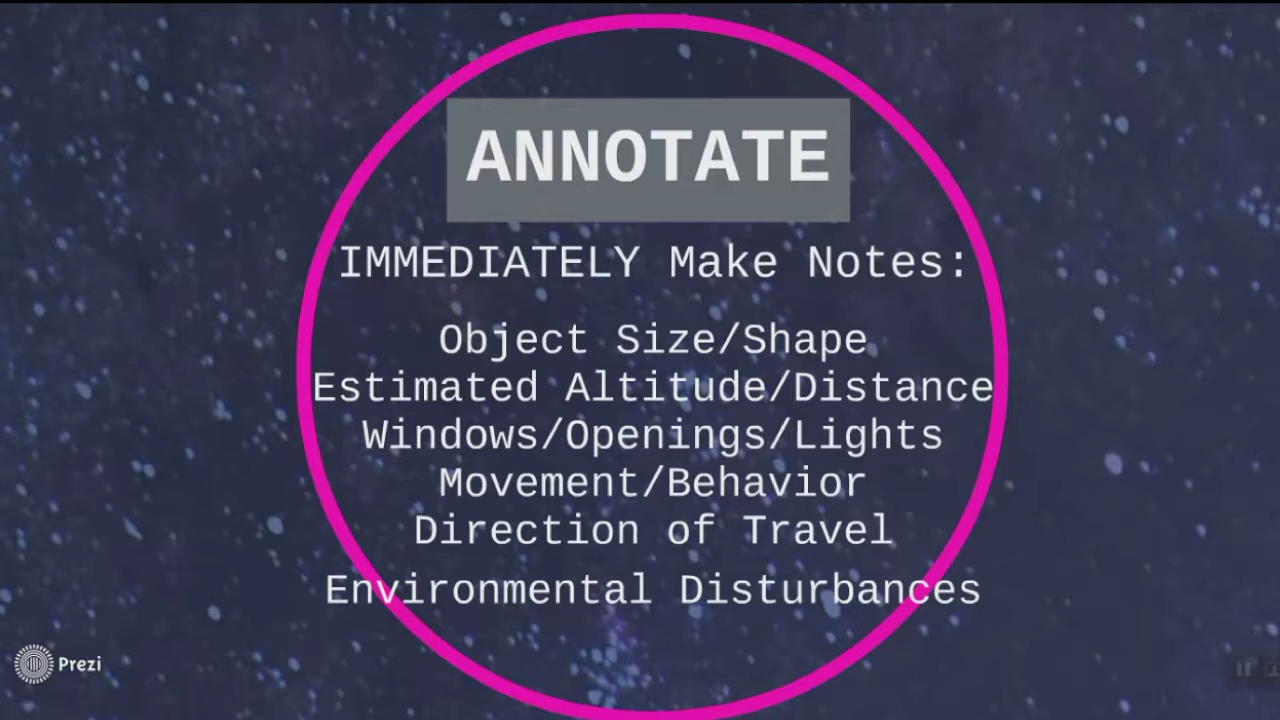 ANNOTATE
IMMEDIATELY Make Notes:
Object Size/Shape
Estimated Altitude/Distance
Windows/Openings/Lights
Movement/Behavior
Direction of Travel
Environmental Disturbances
Prezi